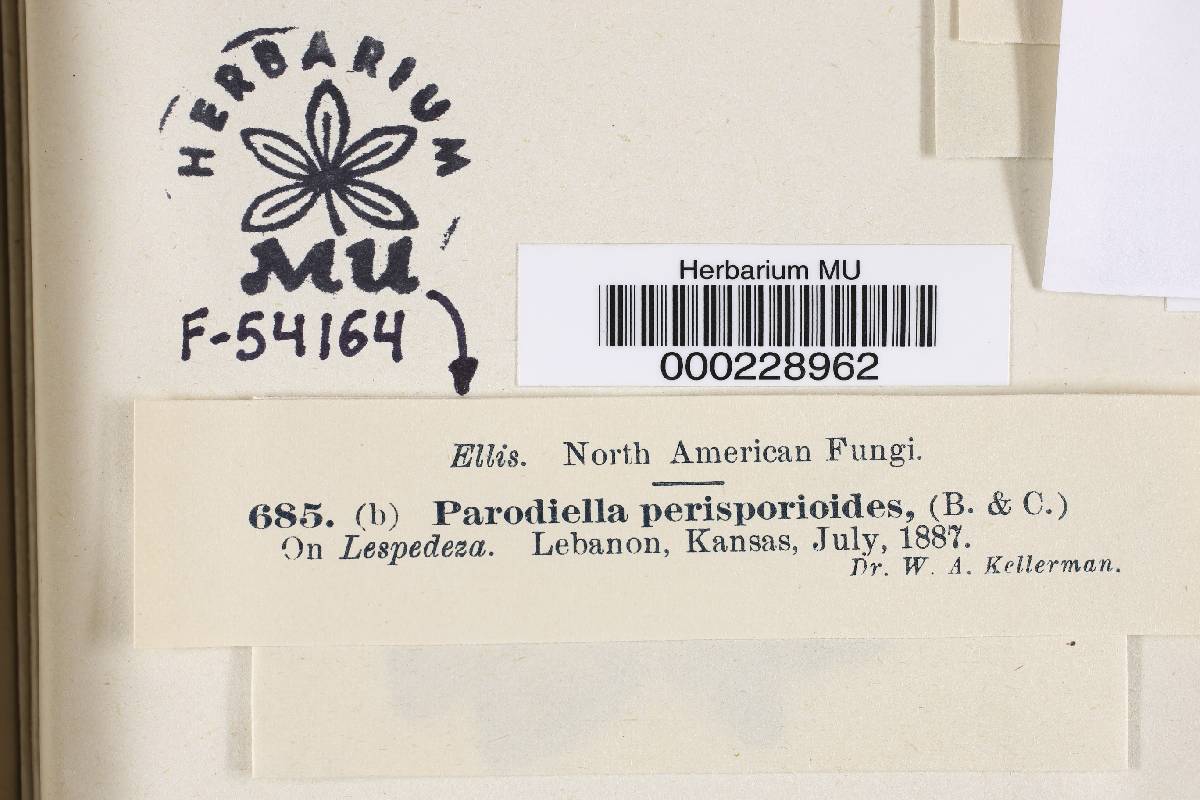 HERBARIUM
MU
F-54164
Herbarium MU
000228962
Ellis. North American Fungi.
685. (b) Parodiella perisporioides, (B. & C.)
On Lespedeza. Lebanon, Kansas, July, 1887.
Dr. W. A. Kellerman.